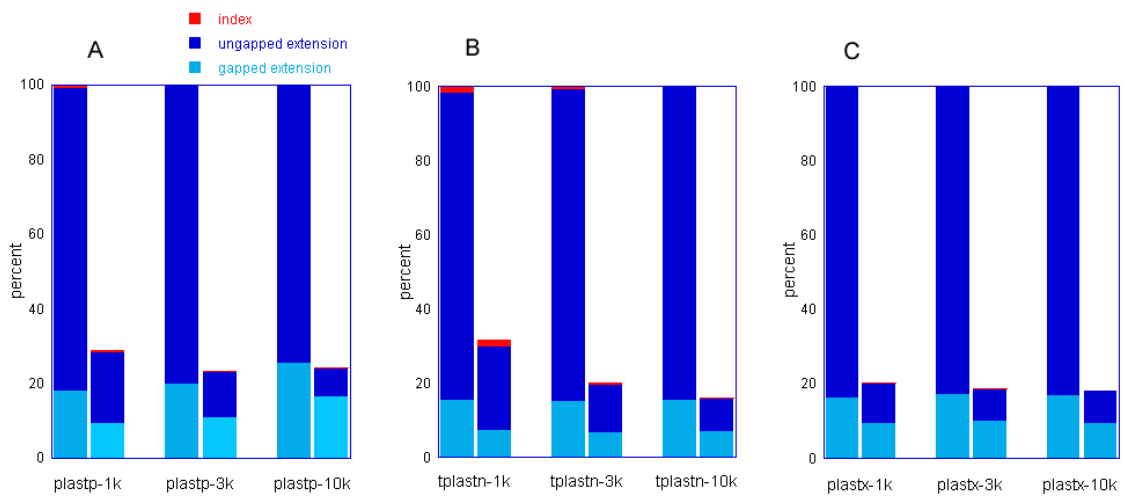 A
index
ungapped extension
gapped extension
B
C
100
80
60
40
20
0
percent
plastp-1k plastp-3k plastp-10k
100
80
60
40
20
0
percent
tplastn-1k tplastn-3k tplastn-10k
100
80
60
40
20
0
percent
plastx-1k plastx-3k plastx-10k